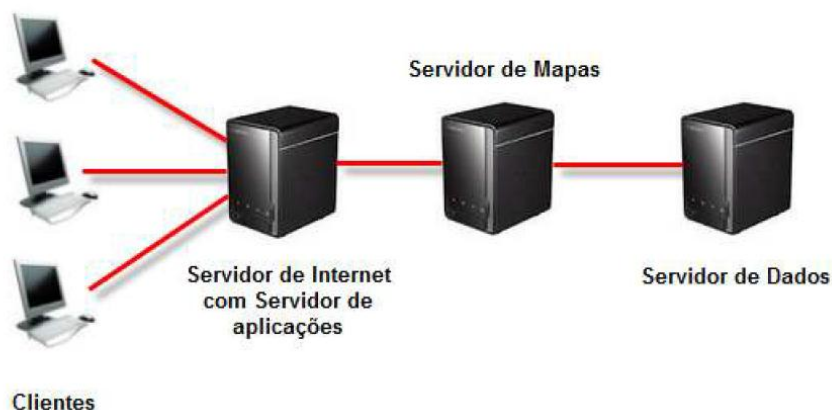 Servidor de Mapas
Servidor de Internet
com Servidor de
aplicações
Servidor de Dados
Clientes